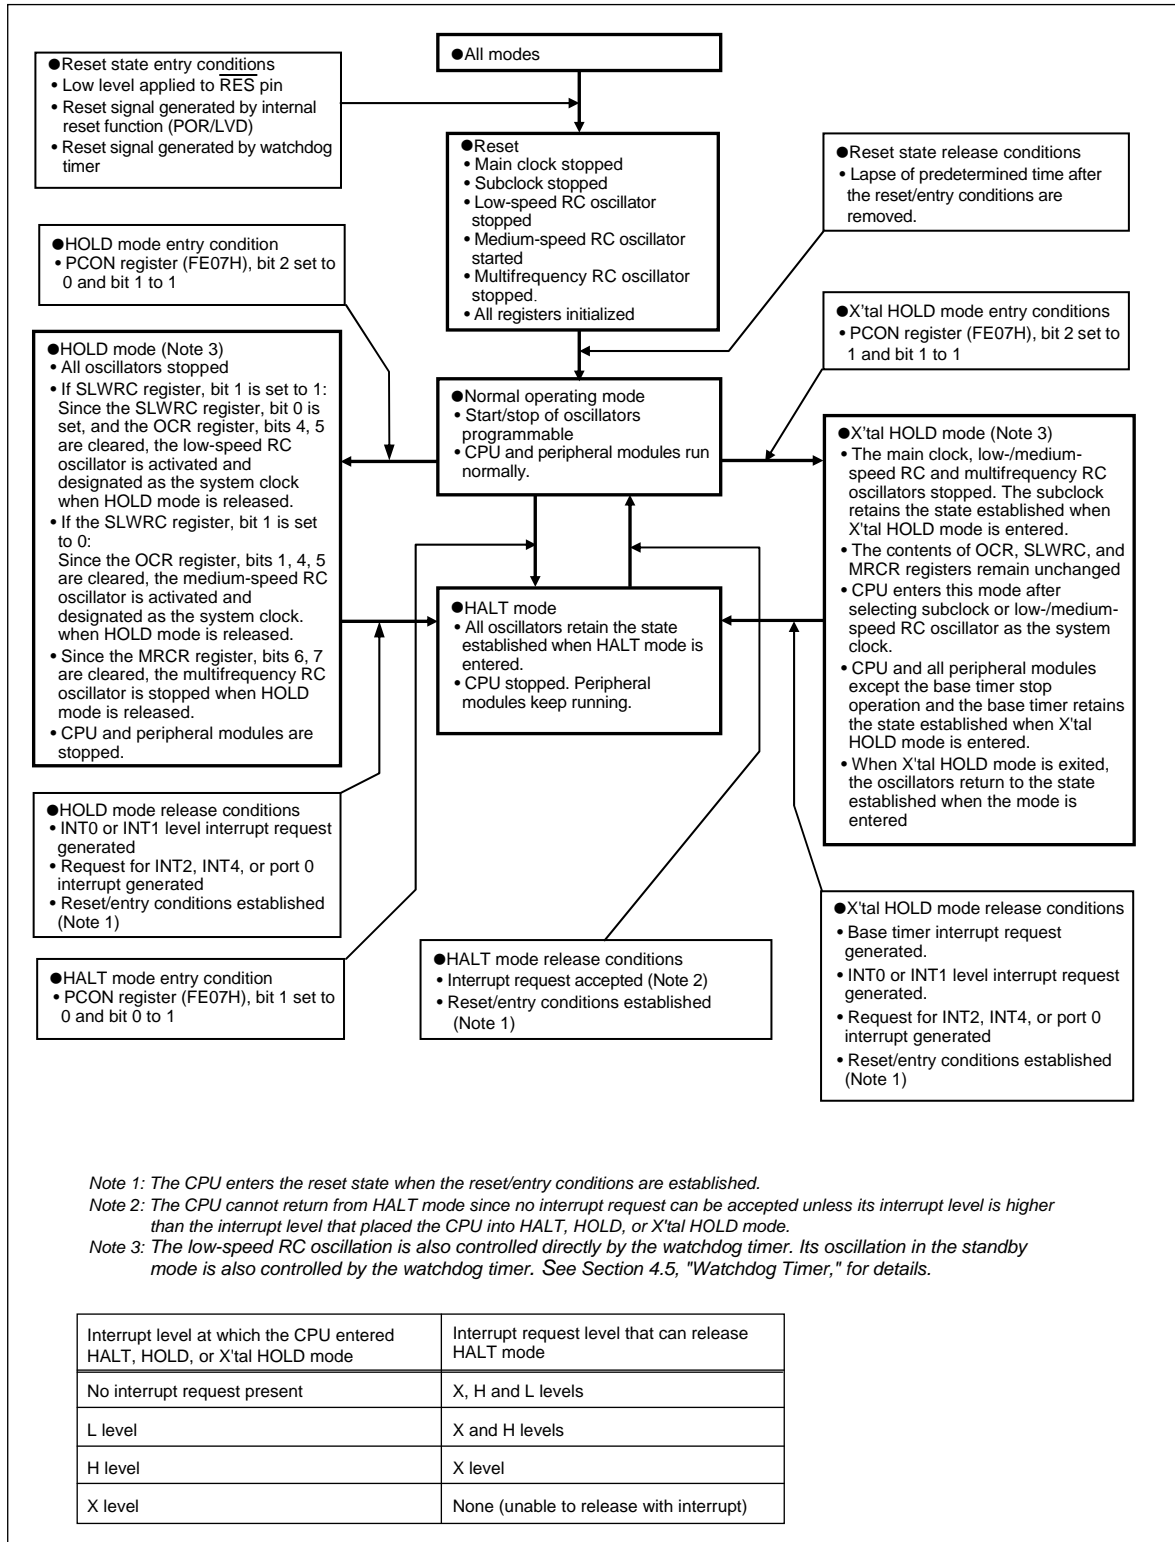 ●All modes
●Reset state entry conditions
• Low level applied to RES pin
• Reset signal generated by internal
reset function (POR/LVD)
• Reset signal generated by watchdog
timer
●Reset
• Main clock stopped
• Subclock stopped
• Low-speed RC oscillator
stopped
• Medium-speed RC oscillator
started
• Multifrequency RC oscillator
stopped.
• All registers initialized
●Reset state release conditions
• Lapse of predetermined time after
the reset/entry conditions are
removed.
●HOLD mode entry condition
• PCON register (FE07H), bit 2 set to
0 and bit 1 to 1
●X'tal HOLD mode entry conditions
• PCON register (FE07H), bit 2 set to
1 and bit 1 to 1
●HOLD mode (Note 3)
• All oscillators stopped
• If SLWRC register, bit 1 is set to 1:
Since the SLWRC register, bit 0 is
set, and the OCR register, bits 4, 5
are cleared, the low-speed RC
oscillator is activated and
designated as the system clock
when HOLD mode is released.
• If the SLWRC register, bit 1 is set
to 0:
Since the OCR register, bits 1, 4, 5
are cleared, the medium-speed RC
oscillator is activated and
designated as the system clock.
when HOLD mode is released.
• Since the MRCR register, bits 6, 7
are cleared, the multifrequency RC
oscillator is stopped when HOLD
mode is released.
• CPU and peripheral modules are
stopped.
●Normal operating mode
• Start/stop of oscillators
programmable
• CPU and peripheral modules run
normally.
●X'tal HOLD mode (Note 3)
• The main clock, low-/medium-
speed RC and multifrequency RC
oscillators stopped. The subclock
retains the state established when
X'tal HOLD mode is entered.
• The contents of OCR, SLWRC, and
MRCR registers remain unchanged
• CPU enters this mode after
selecting subclock or low-/medium-
speed RC oscillator as the system
clock.
• CPU and all peripheral modules
except the base timer stop
operation and the base timer retains
the state established when X'tal
HOLD mode is entered.
• When X'tal HOLD mode is exited,
the oscillators return to the state
established when the mode is
entered
●HALT mode
• All oscillators retain the state
established when HALT mode is
entered.
• CPU stopped. Peripheral
modules keep running.
●HOLD mode release conditions
• INT0 or INT1 level interrupt request
generated
• Request for INT2, INT4, or port 0
interrupt generated
• Reset/entry conditions established
(Note 1)
●HALT mode entry condition
• PCON register (FE07H), bit 1 set to
0 and bit 0 to 1
●HALT mode release conditions
• Interrupt request accepted (Note 2)
• Reset/entry conditions established
(Note 1)
●X'tal HOLD mode release conditions
• Base timer interrupt request
generated.
• INT0 or INT1 level interrupt request
generated.
• Request for INT2, INT4, or port 0
interrupt generated
• Reset/entry conditions established
(Note 1)
Note 1: The CPU enters the reset state when the reset/entry conditions are established.
Note 2: The CPU cannot return from HALT mode since no interrupt request can be accepted unless its interrupt level is higher
than the interrupt level that placed the CPU into HALT, HOLD, or X'tal HOLD mode.
Note 3: The low-speed RC oscillation is also controlled directly by the watchdog timer. Its oscillation in the standby
mode is also controlled by the watchdog timer. See Section 4.5, "Watchdog Timer," for details.
Interrupt level at which the CPU entered
HALT, HOLD, or X'tal HOLD mode
Interrupt request level that can release
HALT mode
No interrupt request present
X, H and L levels
L level
X and H levels
H level
X level
X level
None (unable to release with interrupt)